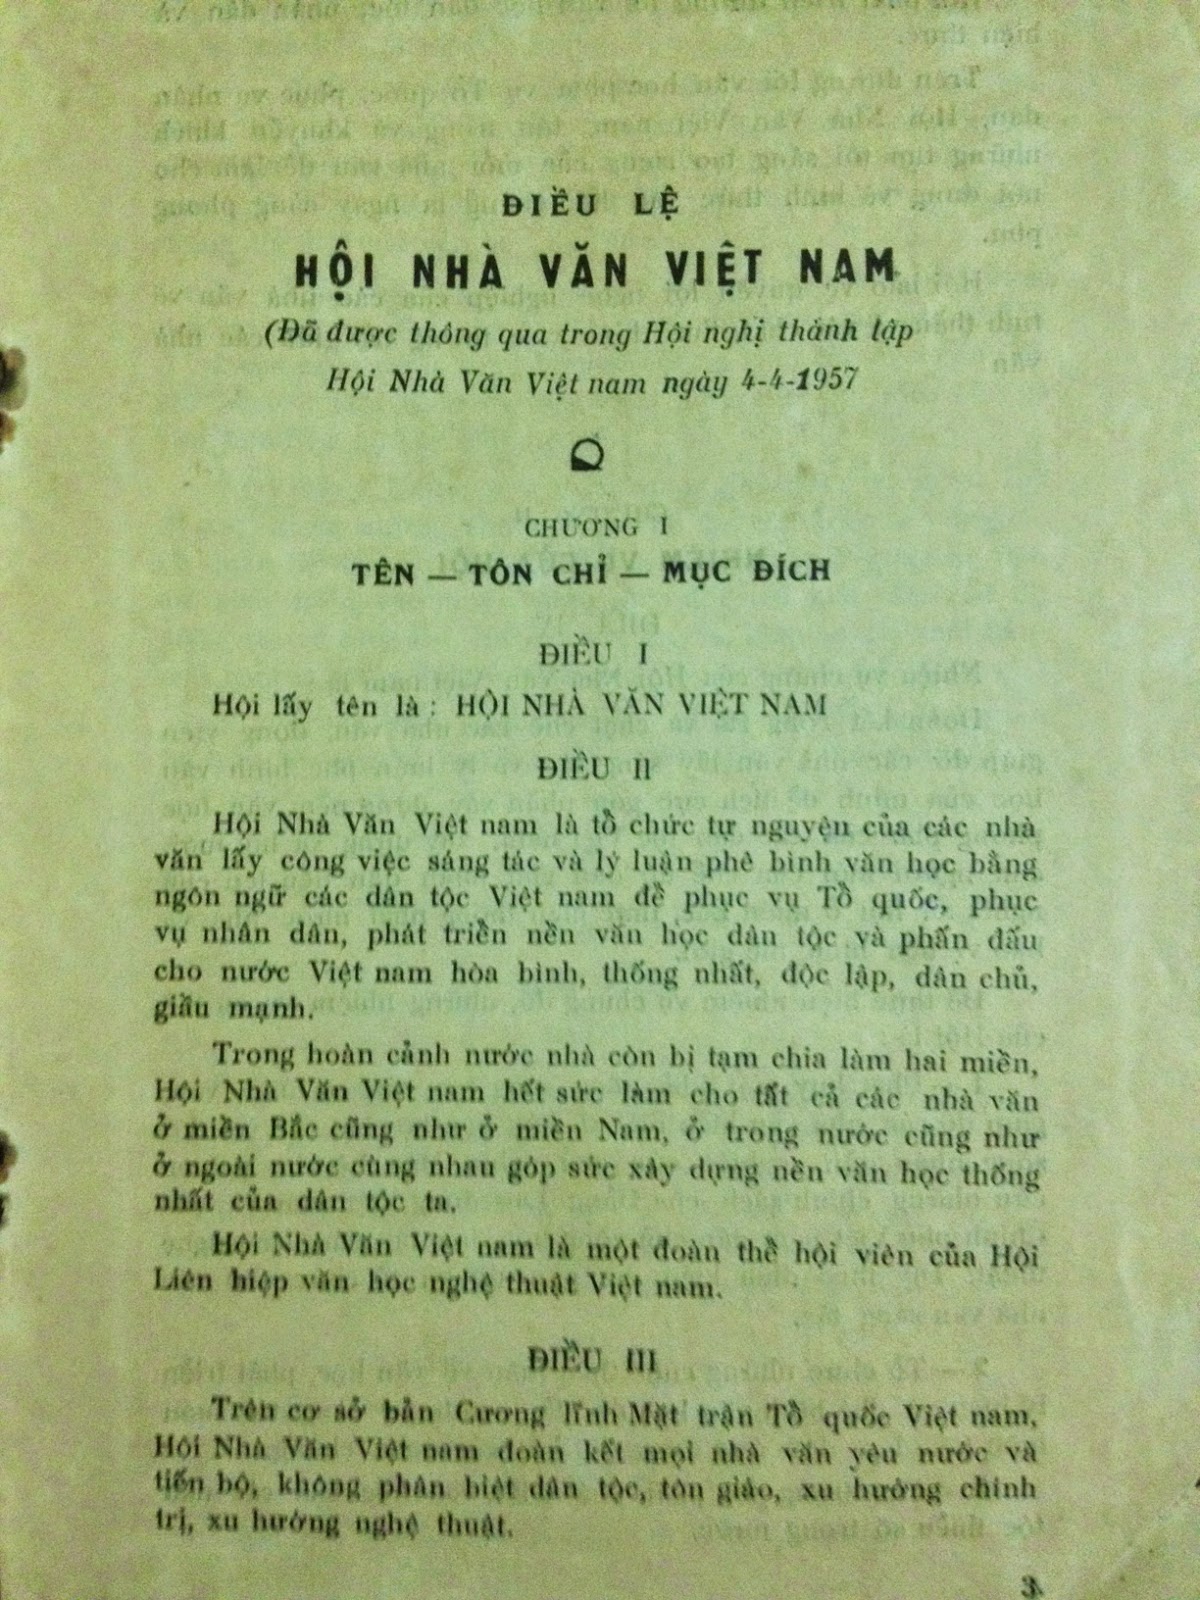 ĐIỀU LỆ
HỘI NHÀ VĂN VIỆT NAM
(Đã được thông qua trong Hội nghị thành lập
Hội Nhà Văn Việt nam ngày 4-4-1957
CHƯƠNG I
TÊN — TÔN CHỈ — MỤC ĐÍCH
ĐIỀU I
Hội lấy tên là : HỘI NHÀ VĂN VIỆT NAM
ĐIỀU II
Hội Nhà Văn Việt nam là tổ chức tự nguyện của các nhà
văn lấy công việc sáng tác và lý luận phê bình văn học bằng
ngôn ngữ các dân tộc Việt nam để phục vụ Tổ quốc, phục
vụ nhân dân, phát triển nền văn học dân tộc và phấn đấu
cho nước Việt nam hòa bình, thống nhất, độc lập, dân chủ,
giầu mạnh.
Trong hoàn cảnh nước nhà còn bị tạm chia làm hai miền,
Hội Nhà Văn Việt nam hết sức làm cho tất cả các nhà văn
ở miền Bắc cũng như ở miền Nam, ở trong nước cũng như
ở ngoài nước cùng nhau góp sức xây dựng nền văn học thống
nhất của dân tộc ta.
Hội Nhà Văn Việt nam là một đoàn thể hội viên của Hội
Liên hiệp văn học nghệ thuật Việt nam.
ĐIỀU III
Trên cơ sở bản Cương lĩnh Mặt trận Tổ quốc Việt nam,
Hội Nhà Văn Việt nam đoàn kết mọi nhà văn yêu nước và
tiến bộ, không phân biệt dân tộc, tôn giáo, xu hướng chính
trị, xu hướng nghệ thuật.
3